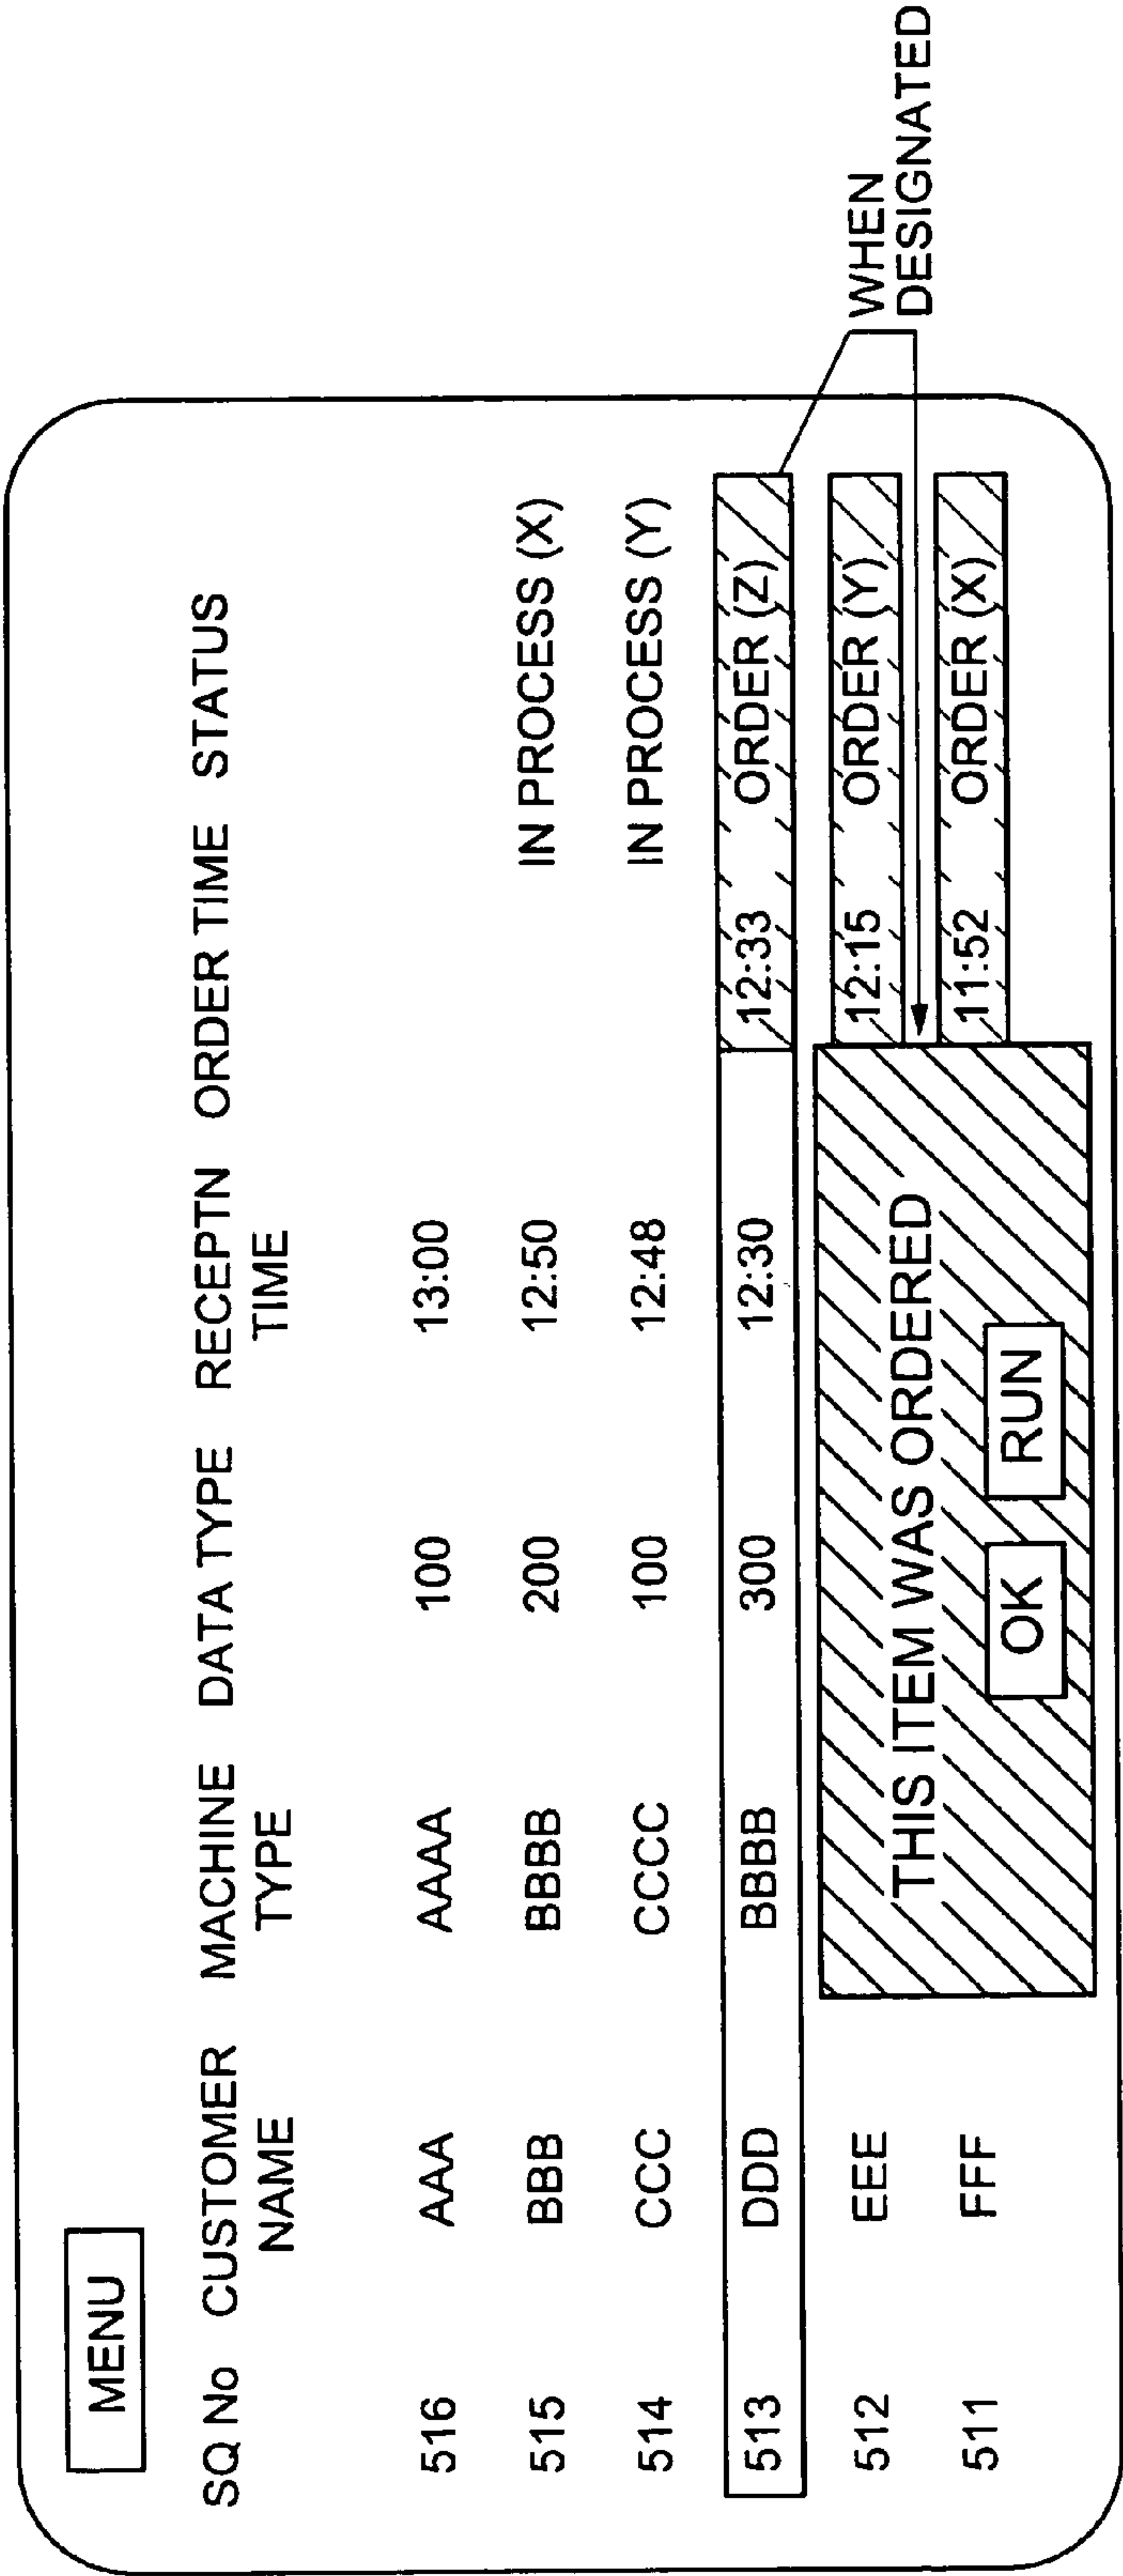 MENU
SQ No CUSTOMER NAME MACHINE TYPE DATA TYPE RECEPTN TIME ORDER TIME STATUS
516 AAA AAAA 100 13:00
515 BBB BBBB 200 12:50 IN PROCESS (X)
514 CCC CCCC 100 12:48 IN PROCESS (Y)
513 DDD BBBB 300 12:30 12:33 ORDER (Z)
512 EEE 12:15 ORDER (Y)
THIS ITEM WAS ORDERED
511 FFF 11:52 ORDER (X)
OK RUN
WHEN
DESIGNATED